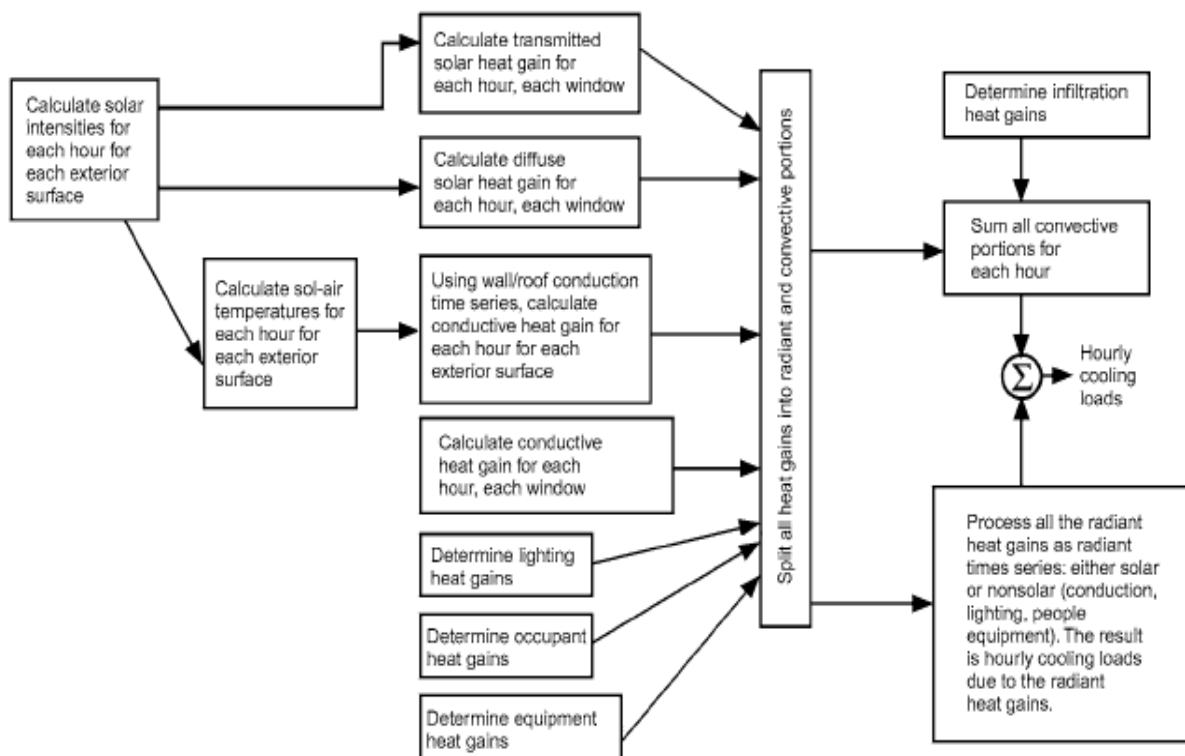 Calculate solar
intensities for
each hour for
each exterior
surface
Calculate transmitted
solar heat gain for
each hour, each window
Calculate diffuse
solar heat gain for
each hour, each window
Calculate sol-air
temperatures for
each hour for
each exterior
surface
Using wall/roof conduction
time series, calculate
conductive heat gain for
each hour for each
exterior surface
Calculate conductive
heat gain for each
hour, each window
Determine lighting
heat gains
Determine occupant
heat gains
Determine equipment
heat gains
Split all heat gains into radiant and convective portions
Determine infiltration
heat gains
Sum all convective
portions for
each hour
Σ
Hourly
cooling
loads
Process all the radiant
heat gains as radiant
times series: either solar
or nonsolar (conduction,
lighting, people
equipment). The result
is hourly cooling loads
due to the radiant
heat gains.